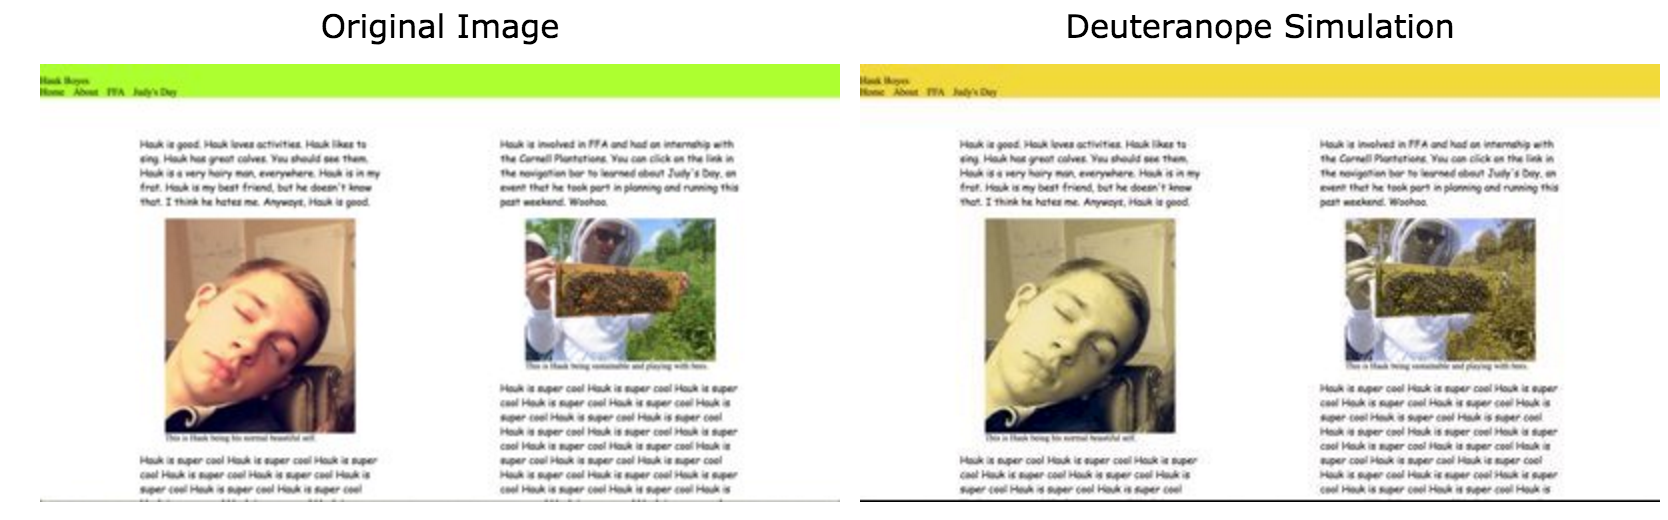 Original Image
Hauk Boyes
Home About FFA Judy's Day
Hauk is good. Hauk loves activities. Hauk likes to
sing. Hauk has great calves. You should see them.
Hauk is a very hairy man, everywhere. Hauk is in my
frat. Hauk is my best friend, but he doesn't know
that. I think he hates me. Anyways, Hauk is good.
This is Hauk being his normal beautiful self.
Hauk is super cool Hauk is super cool Hauk is super
cool Hauk is super cool Hauk is super cool Hauk is
super cool Hauk is super cool Hauk is super cool
Hauk is involved in FFA and had an internship with
the Cornell Plantations. You can click on the link in
the navigation bar to learned about Judy's Day, an
event that he took part in planning and running this
past weekend. Woohoo.
This is Hauk being sustainable and playing with bees.
Hauk is super cool Hauk is super cool Hauk is super
cool Hauk is super cool Hauk is super cool Hauk is
super cool Hauk is super cool Hauk is super cool
Hauk is super cool Hauk is super cool Hauk is super
cool Hauk is super cool Hauk is super cool Hauk is
super cool Hauk is super cool Hauk is super cool
Hauk is super cool Hauk is super cool Hauk is super
cool Hauk is super cool Hauk is super cool Hauk is
Deuteranope Simulation
Hauk Boyes
Home About FFA Judy's Day
Hauk is good. Hauk loves activities. Hauk likes to
sing. Hauk has great calves. You should see them.
Hauk is a very hairy man, everywhere. Hauk is in my
frat. Hauk is my best friend, but he doesn't know
that. I think he hates me. Anyways, Hauk is good.
This is Hauk being his normal beautiful self.
Hauk is super cool Hauk is super cool Hauk is super
cool Hauk is super cool Hauk is super cool Hauk is
super cool Hauk is super cool Hauk is super cool
Hauk is involved in FFA and had an internship with
the Cornell Plantations. You can click on the link in
the navigation bar to learned about Judy's Day, an
event that he took part in planning and running this
past weekend. Woohoo.
This is Hauk being sustainable and playing with bees.
Hauk is super cool Hauk is super cool Hauk is super
cool Hauk is super cool Hauk is super cool Hauk is
super cool Hauk is super cool Hauk is super cool
Hauk is super cool Hauk is super cool Hauk is super
cool Hauk is super cool Hauk is super cool Hauk is
super cool Hauk is super cool Hauk is super cool
Hauk is super cool Hauk is super cool Hauk is super
cool Hauk is super cool Hauk is super cool Hauk is